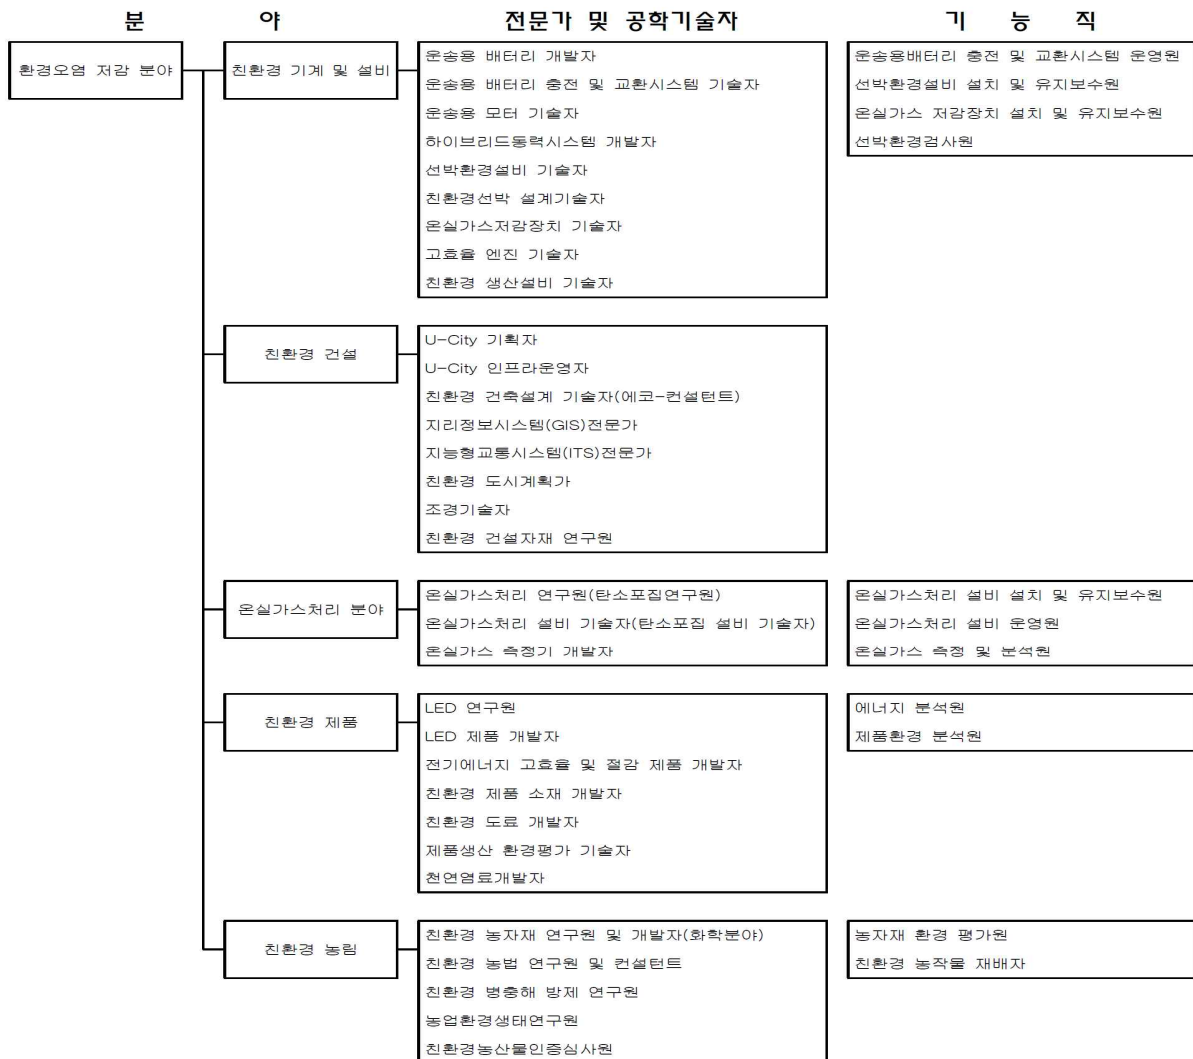 분 야
전문가 및 공학기술자
기 능 직
환경오염 저감 분야
친환경 기계 및 설비
운송용 배터리 개발자
운송용 배터리 충전 및 교환시스템 기술자
운송용 모터 기술자
하이브리드동력시스템 개발자
선박환경설비 기술자
친환경선박 설계기술자
온실가스저감장치 기술자
고효율 엔진 기술자
친환경 생산설비 기술자
운송용배터리 충전 및 교환시스템 운영원
선박환경설비 설치 및 유지보수원
온실가스 저감장치 설치 및 유지보수원
선박환경검사원
친환경 건설
U-City 기획자
U-City 인프라운영자
친환경 건축설계 기술자(에코-컨설턴트)
지리정보시스템(GIS)전문가
지능형교통시스템(ITS)전문가
친환경 도시계획가
조경기술자
친환경 건설자재 연구원
온실가스처리 분야
온실가스처리 연구원(탄소포집연구원)
온실가스처리 설비 기술자(탄소포집 설비 기술자)
온실가스 측정기 개발자
온실가스처리 설비 설치 및 유지보수원
온실가스처리 설비 운영원
온실가스 측정 및 분석원
친환경 제품
LED 연구원
LED 제품 개발자
전기에너지 고효율 및 절감 제품 개발자
친환경 제품 소재 개발자
친환경 도료 개발자
제품생산 환경평가 기술자
천연염료개발자
에너지 분석원
제품환경 분석원
친환경 농림
친환경 농자재 연구원 및 개발자(화학분야)
친환경 농법 연구원 및 컨설턴트
친환경 병충해 방제 연구원
농업환경생태연구원
친환경농산물인증심사원
농자재 환경 평가원
친환경 농작물 재배자